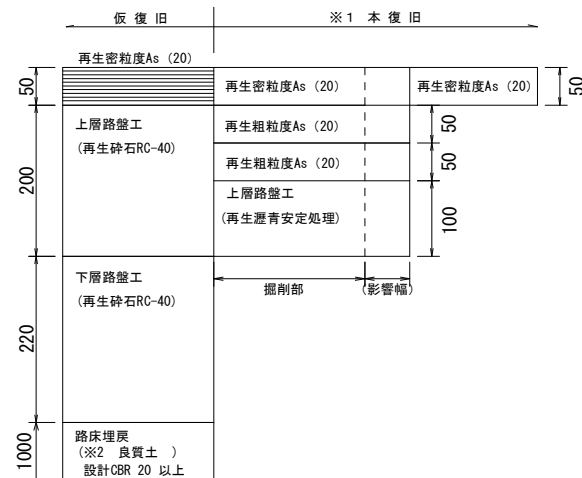 仮 復 旧
※1 本 復 旧
再生密粒度As（20）
50
再生密粒度As（20）
再生密粒度As（20）
50
上層路盤工
(再生砕石RC-40)
200
再生粗粒度As（20）
50
再生粗粒度As（20）
50
上層路盤工
(再生瀝青安定処理)
100
掘削部
(影響幅)
下層路盤工
(再生砕石RC-40)
220
路床埋戻
(※2 良質土 )
設計CBR 20 以上
1000